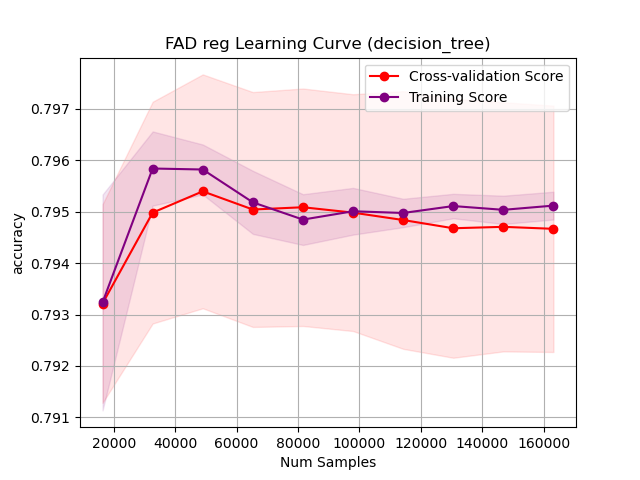 FAD reg Learning Curve (decision_tree)
Cross-validation Score
Training Score
0.797
0.796
0.795
0.794
0.793
0.792
0.791
accuracy
20000 40000 60000 80000 100000 120000 140000 160000
Num Samples